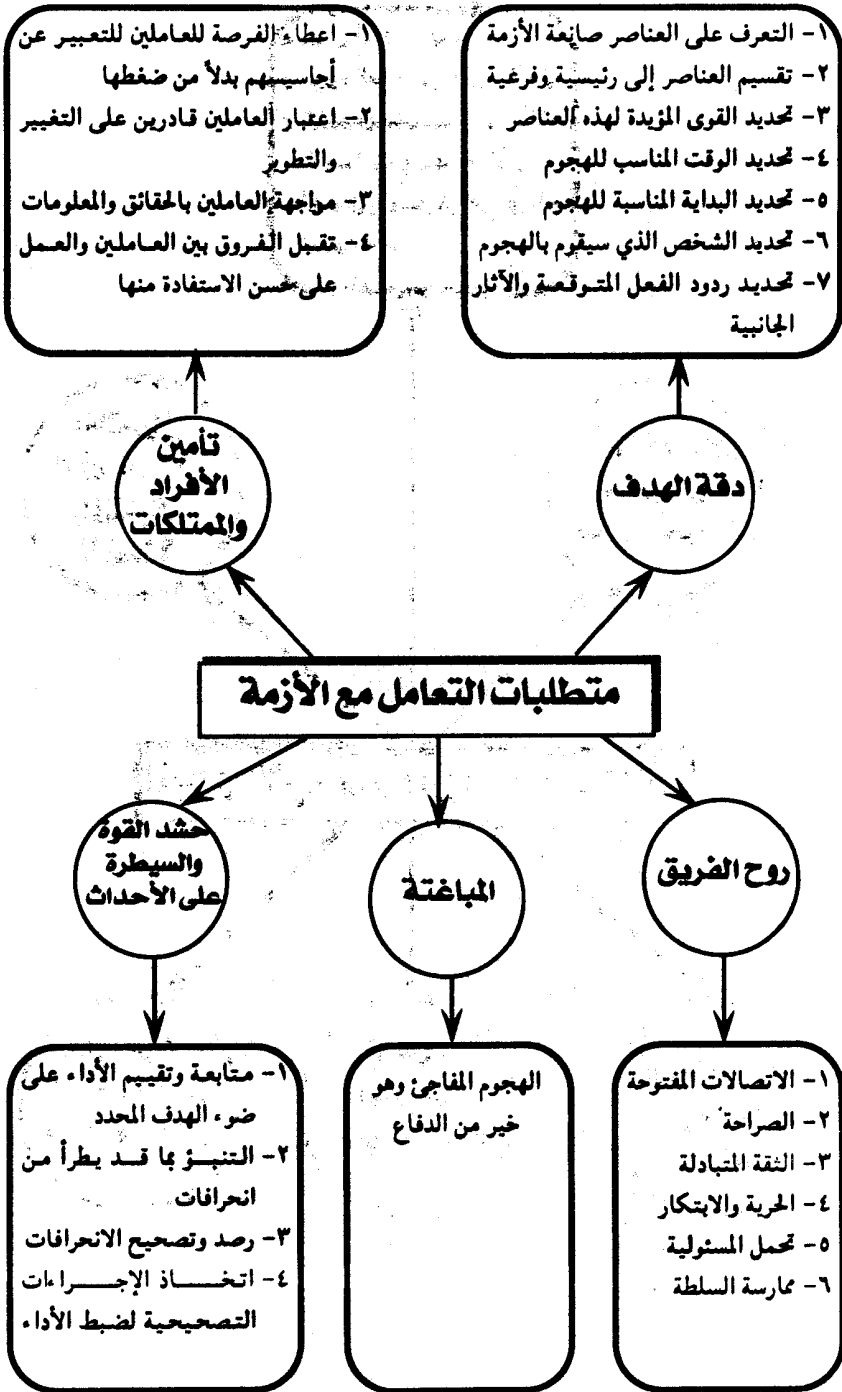 ١- التعرف على العناصر صانعة الأزمة
٢- تقسيم العناصر إلى رئيسية وفرعية
٣- تحديد القوى المؤيدة لهذه العناصر
٤- تحديد الوقت المناسب للهجوم
٥- تحديد البداية المناسبة للهجوم
٦- تحديد الشخص الذي سيقوم بالهجوم
٧- تحديد ردود الفعل المتوقعة والآثار
الجانبية
١- اعطاء الفرصة للعاملين للتعبير عن
أحاسيسهم بدلاً من ضغطها
٢- اعتبار العاملين قادرين على التغيير
والتطوير
٣- مواجهة العاملين بالحقائق والمعلومات
٤- تقبل الفروق بين العاملين والعمل
على حسن الاستفادة منها
دقة الهدف
تأمين
الأفراد
والممتلكات
متطلبات التعامل مع الأزمة
روح الفريق
المباغتة
حشد القوة
والسيطرة
على الأحداث
١- الاتصالات المفتوحة
٢- الصراحة
٣- الثقة المتبادلة
٤- الحرية والابتكار
٥- تحمل المسئولية
٦- ممارسة السلطة
الهجوم المفاجئ وهو
خير من الدفاع
١- متابعة وتقييم الأداء على
ضوء الهدف المحدد
٢- التنبؤ بما قد يطرأ من
انحرافات
٣- رصد وتصحيح الانحرافات
٤- اتخاذ الإجراءات
التصحيحية لضبط الأداء